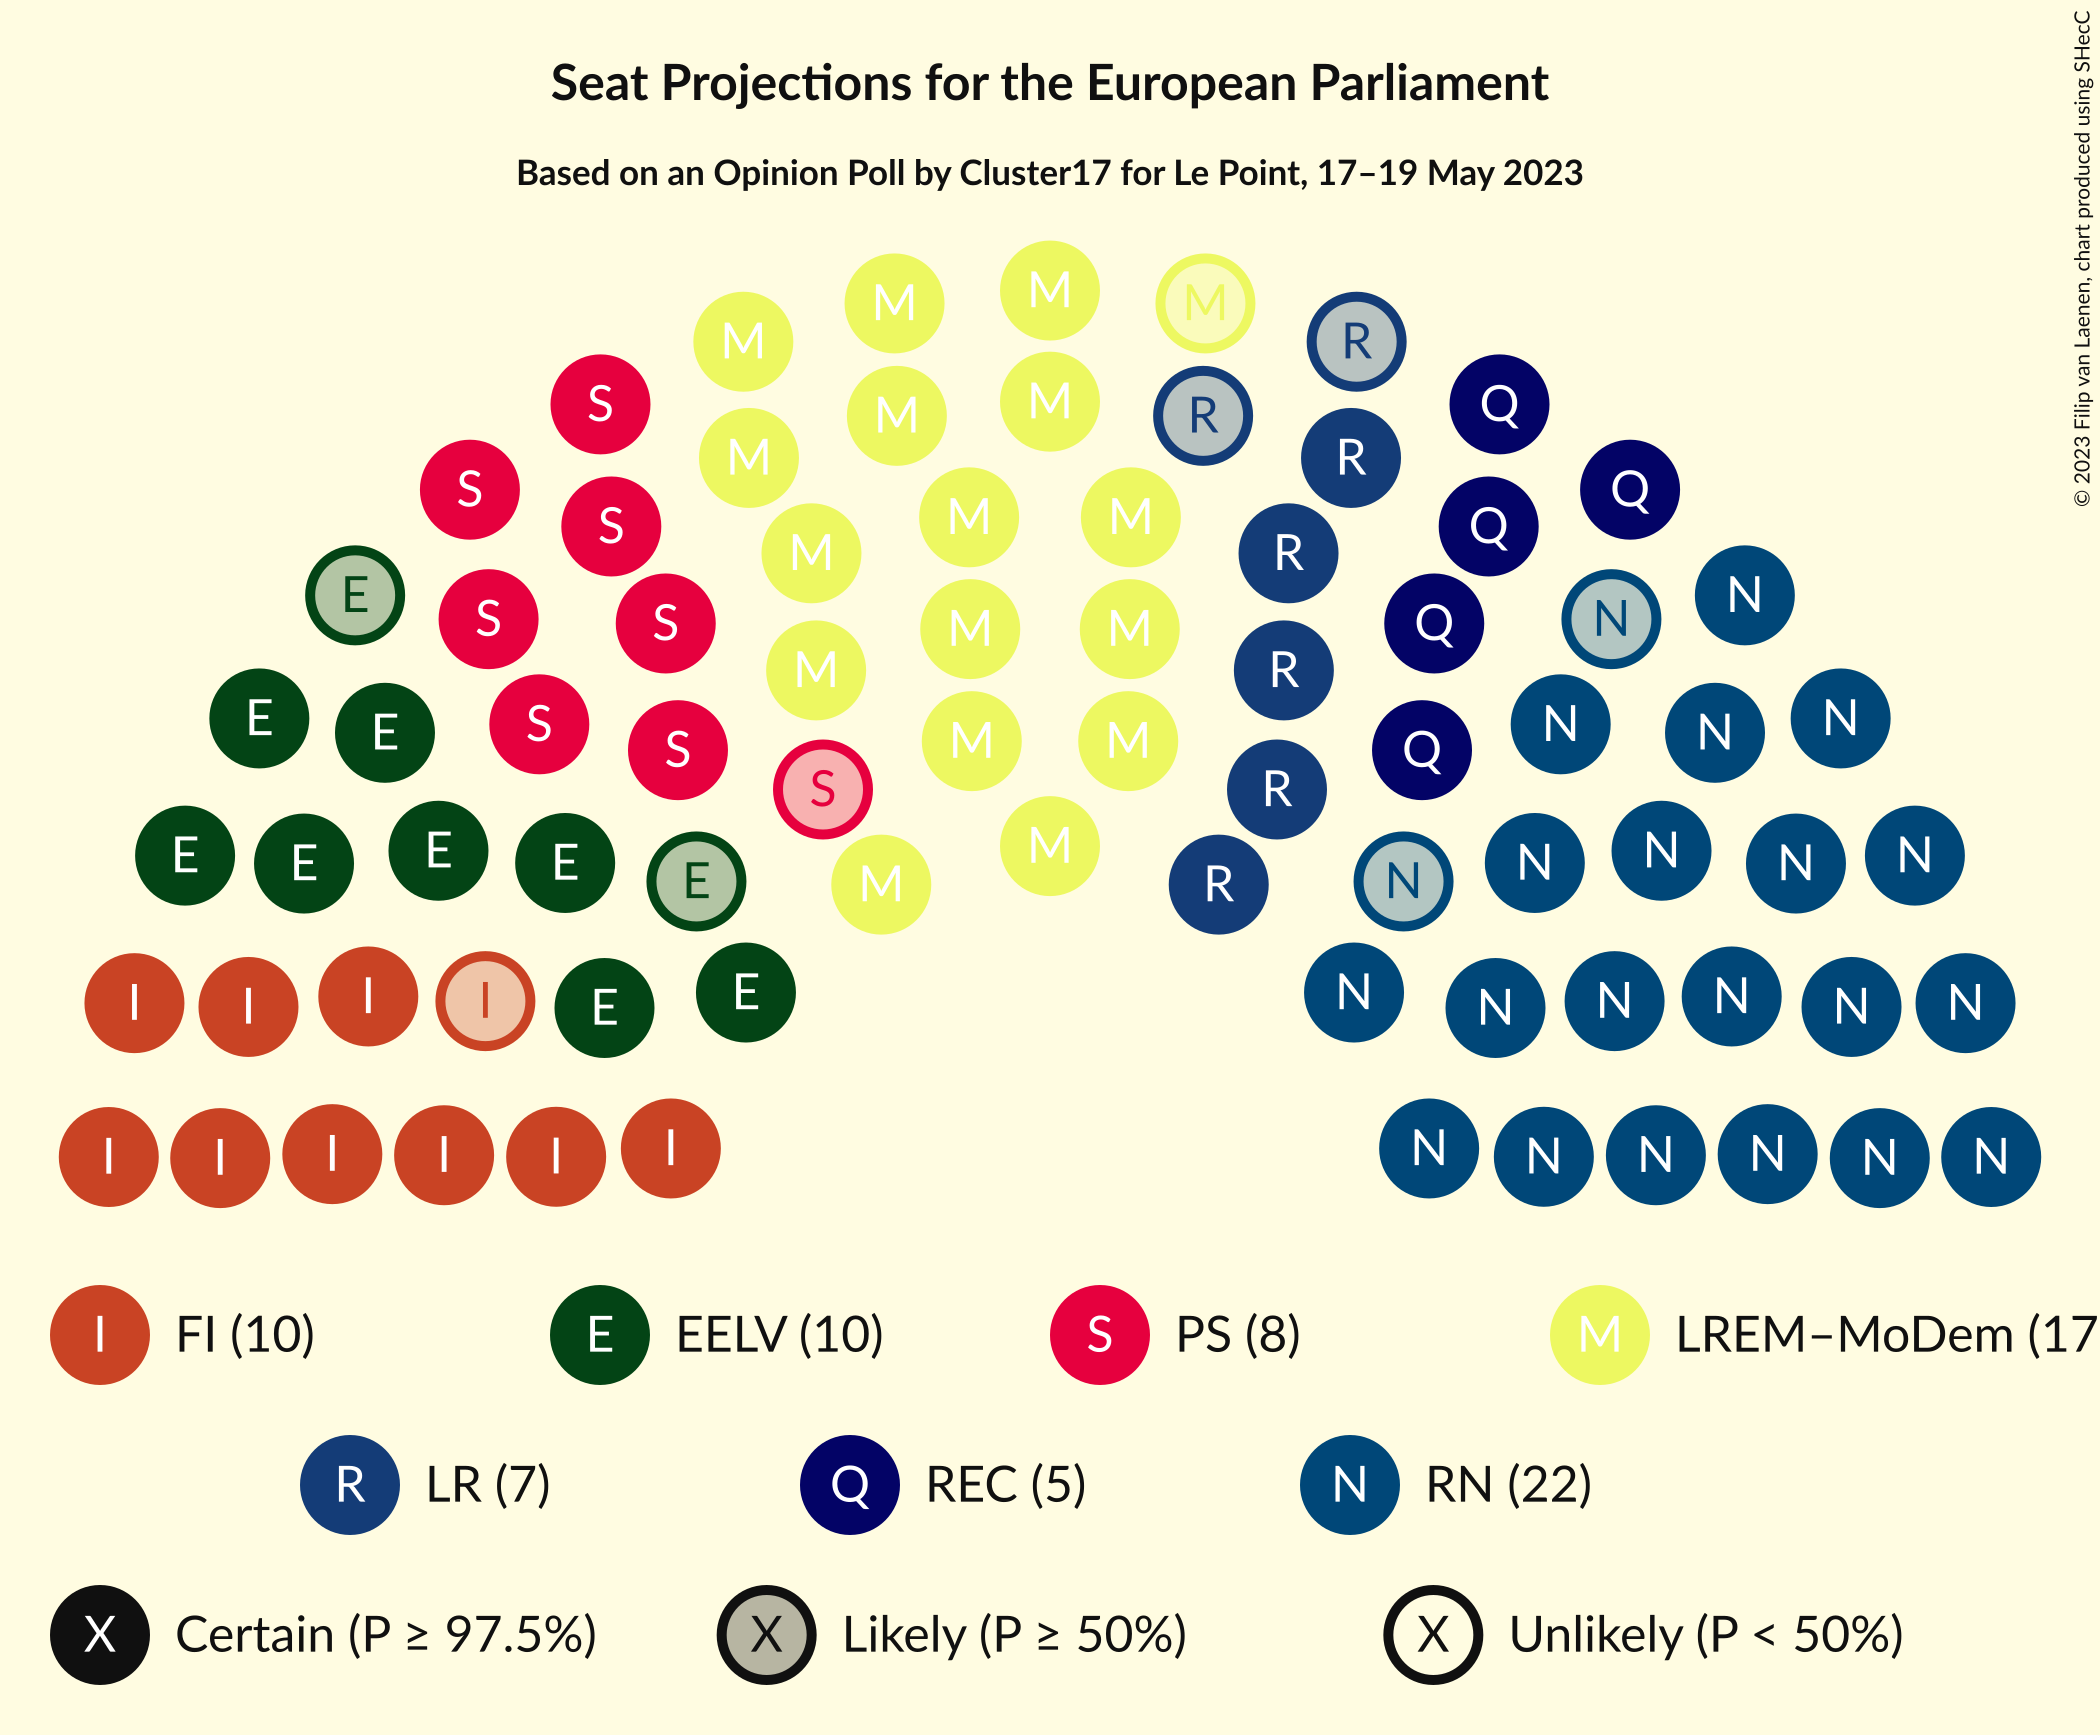 Seat Projections for the European Parliament
Based on an Opinion Poll by Cluster17 for Le Point, 17–19 May 2023
© 2023 Filip van Laenen, chart produced using SHecC
M
M M
M R
S M M R Q
M R
S M M R Q
S M M Q
I M R
E S N N
S M M Q
M R
E S N N
E M M N
S Q
S R
E E N N
E E N N
E M N
E E N
M R
I I E N N
I I E N N
I I I I I I N N N N N N
I FI (10) E EELV (10) S PS (8) M LREM–MoDem (17
R LR (7) Q REC (5) N RN (22)
X Certain (P ≥ 97.5%) X Likely (P ≥ 50%) X Unlikely (P < 50%)